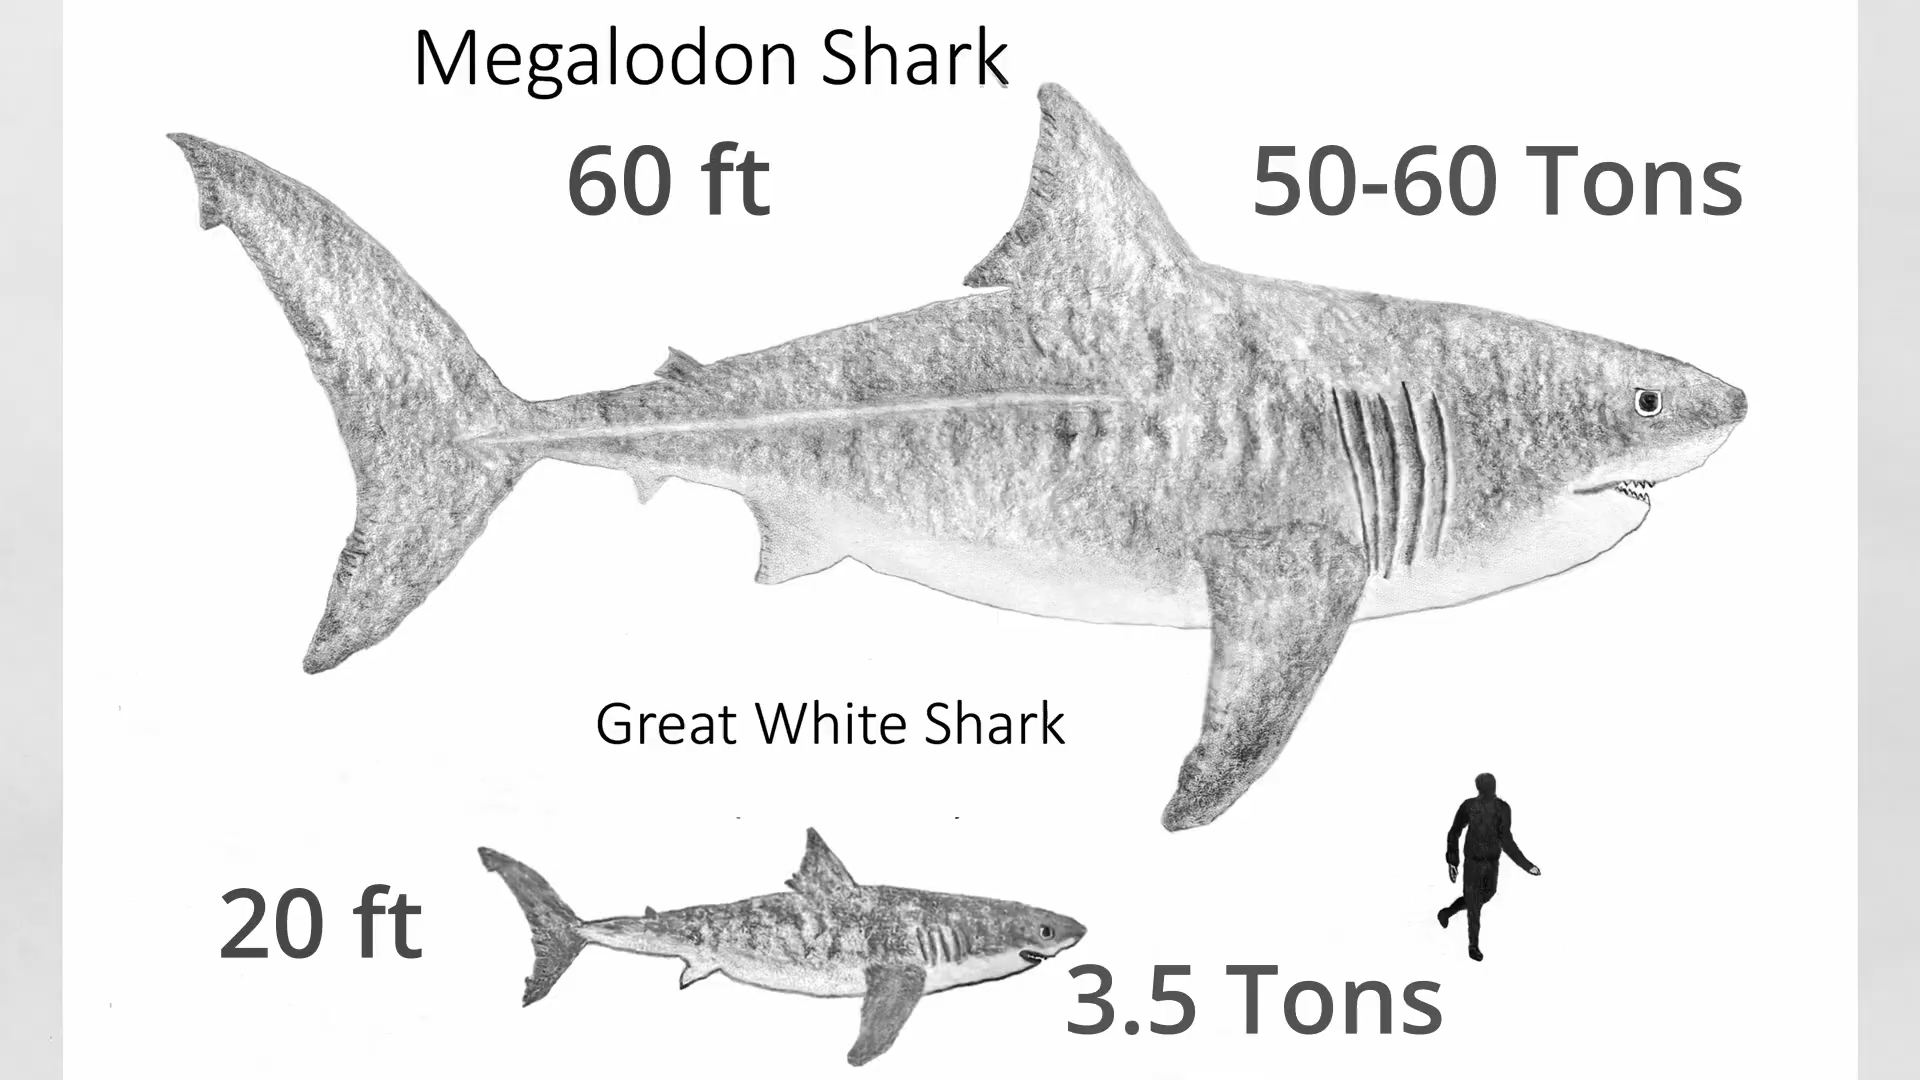 Megalodon Shark
60 ft
50-60 Tons
Great White Shark
20 ft
3.5 Tons